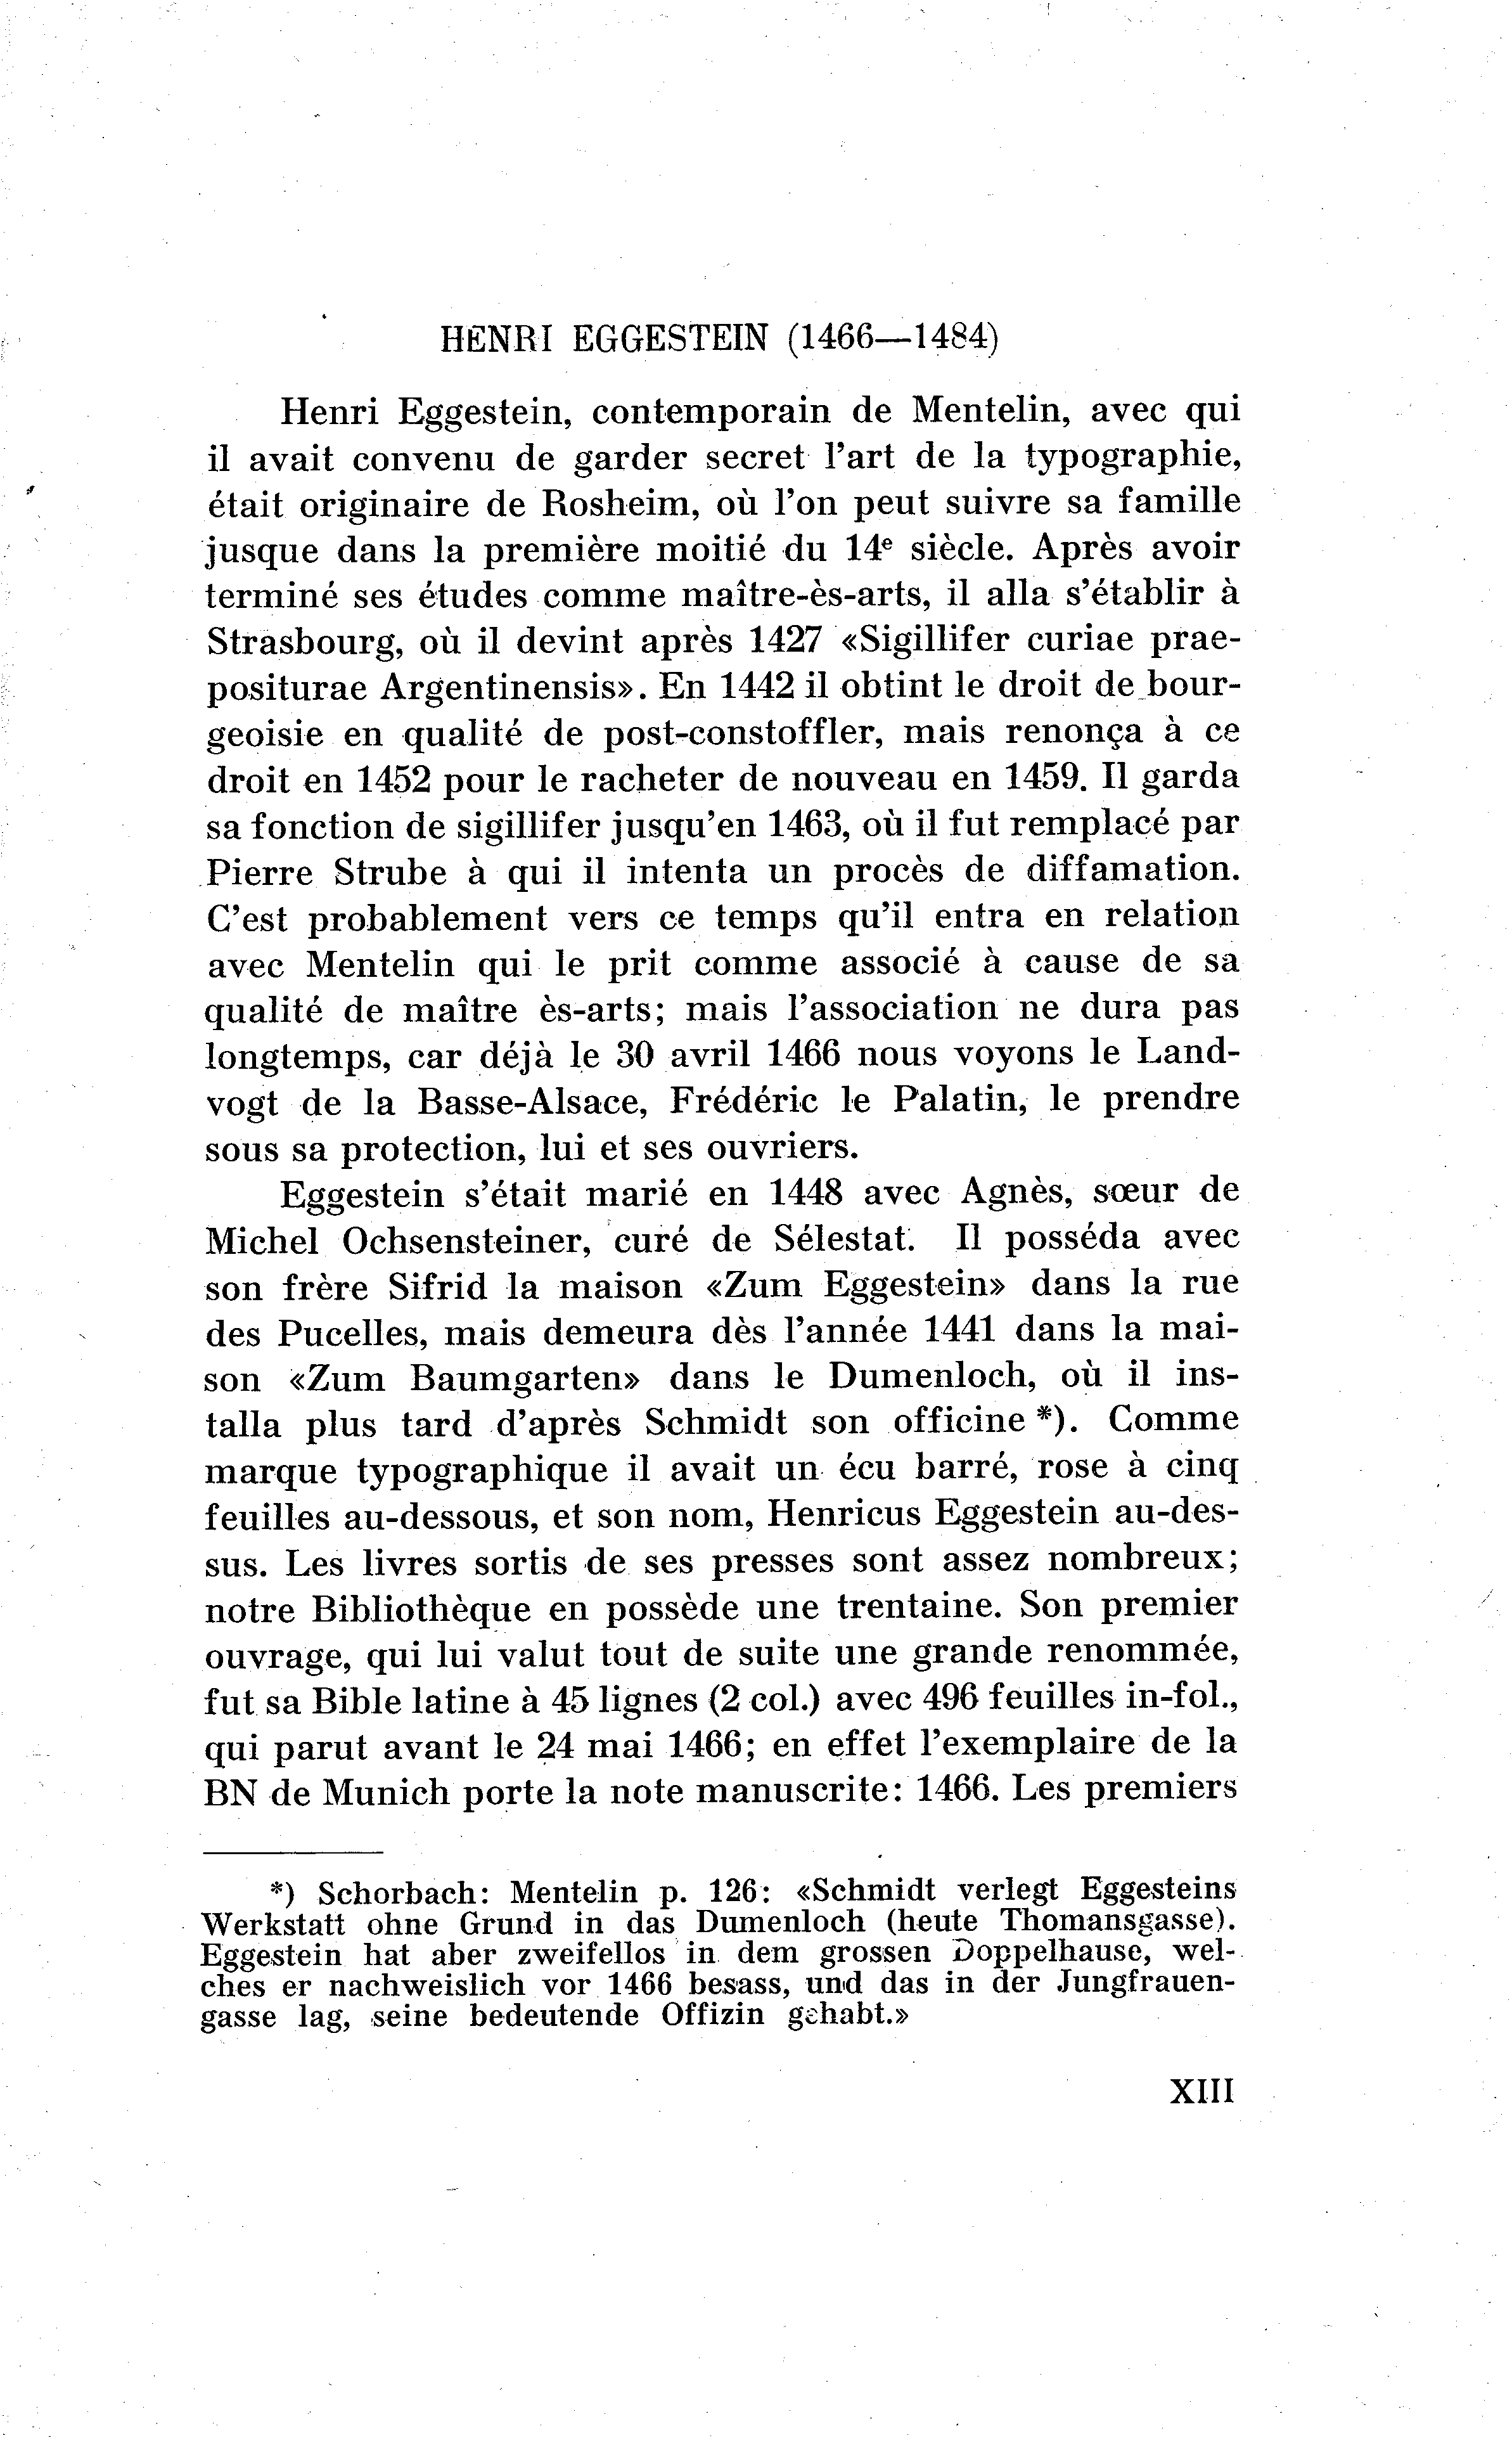 HENRI EGGESTEIN (1466—1484)
Henri Eggestein, contemporain de Mentelin, avec qui
il avait convenu de garder secret l'art de la typographie,
était originaire de Rosheim, où l'on peut suivre sa famille
jusque dans la première moitié du 14e siècle. Après avoir
terminé ses études comme maître-ès-arts, il alla s'établir à
Strasbourg, où il devint après 1427 «Sigillifer curiae prae-
positurae Argentinensis». En 1442 il obtint le droit de bour-
geoisie en qualité de post-constoffler, mais renonça à ce
droit en 1452 pour le racheter de nouveau en 1459. Il garda
sa fonction de sigillifer jusqu'en 1463, où il fut remplacé par
Pierre Strube à qui il intenta un procès de diffamation.
C'est probablement vers ce temps qu'il entra en relation
avec Mentelin qui le prit comme associé à cause de sa
qualité de maître ès-arts; mais l'association ne dura pas
longtemps, car déjà le 30 avril 1466 nous voyons le Land-
vogt de la Basse-Alsace, Frédéric le Palatin, le prendre
sous sa protection, lui et ses ouvriers.
Eggestein s'était marié en 1448 avec Agnès, sœur de
Michel Ochsensteiner, curé de Sélestat. Il posséda avec
son frère Sifrid la maison «Zum Eggestein» dans la rue
des Pucelles, mais demeura dès l'année 1441 dans la mai-
son «Zum Baumgarten» dans le Dumenloch, où il ins-
talla plus tard d'après Schmidt son officine *). Comme
marque typographique il avait un écu barré, rose à cinq
feuilles au-dessous, et son nom, Henricus Eggestein au-des-
sus. Les livres sortis de ses presses sont assez nombreux;
notre Bibliothèque en possède une trentaine. Son premier
ouvrage, qui lui valut tout de suite une grande renommée,
fut sa Bible latine à 45 lignes (2 col.) avec 496 feuilles in-fol.,
qui parut avant le 24 mai 1466; en effet l'exemplaire de la
BN de Munich porte la note manuscrite: 1466. Les premiers
*) Schorbach: Mentelin p. 126: «Schmidt verlegt Eggesteins
Werkstatt ohne Grund in das Dumenloch (heute Thomansgasse).
Eggestein hat aber zweifellos in dem grossen Doppelhause, wel-
ches er nachweislich vor 1466 besass, und das in der Jungfrauen-
gasse lag, seine bedeutende Offizin gehabt.»
XIII